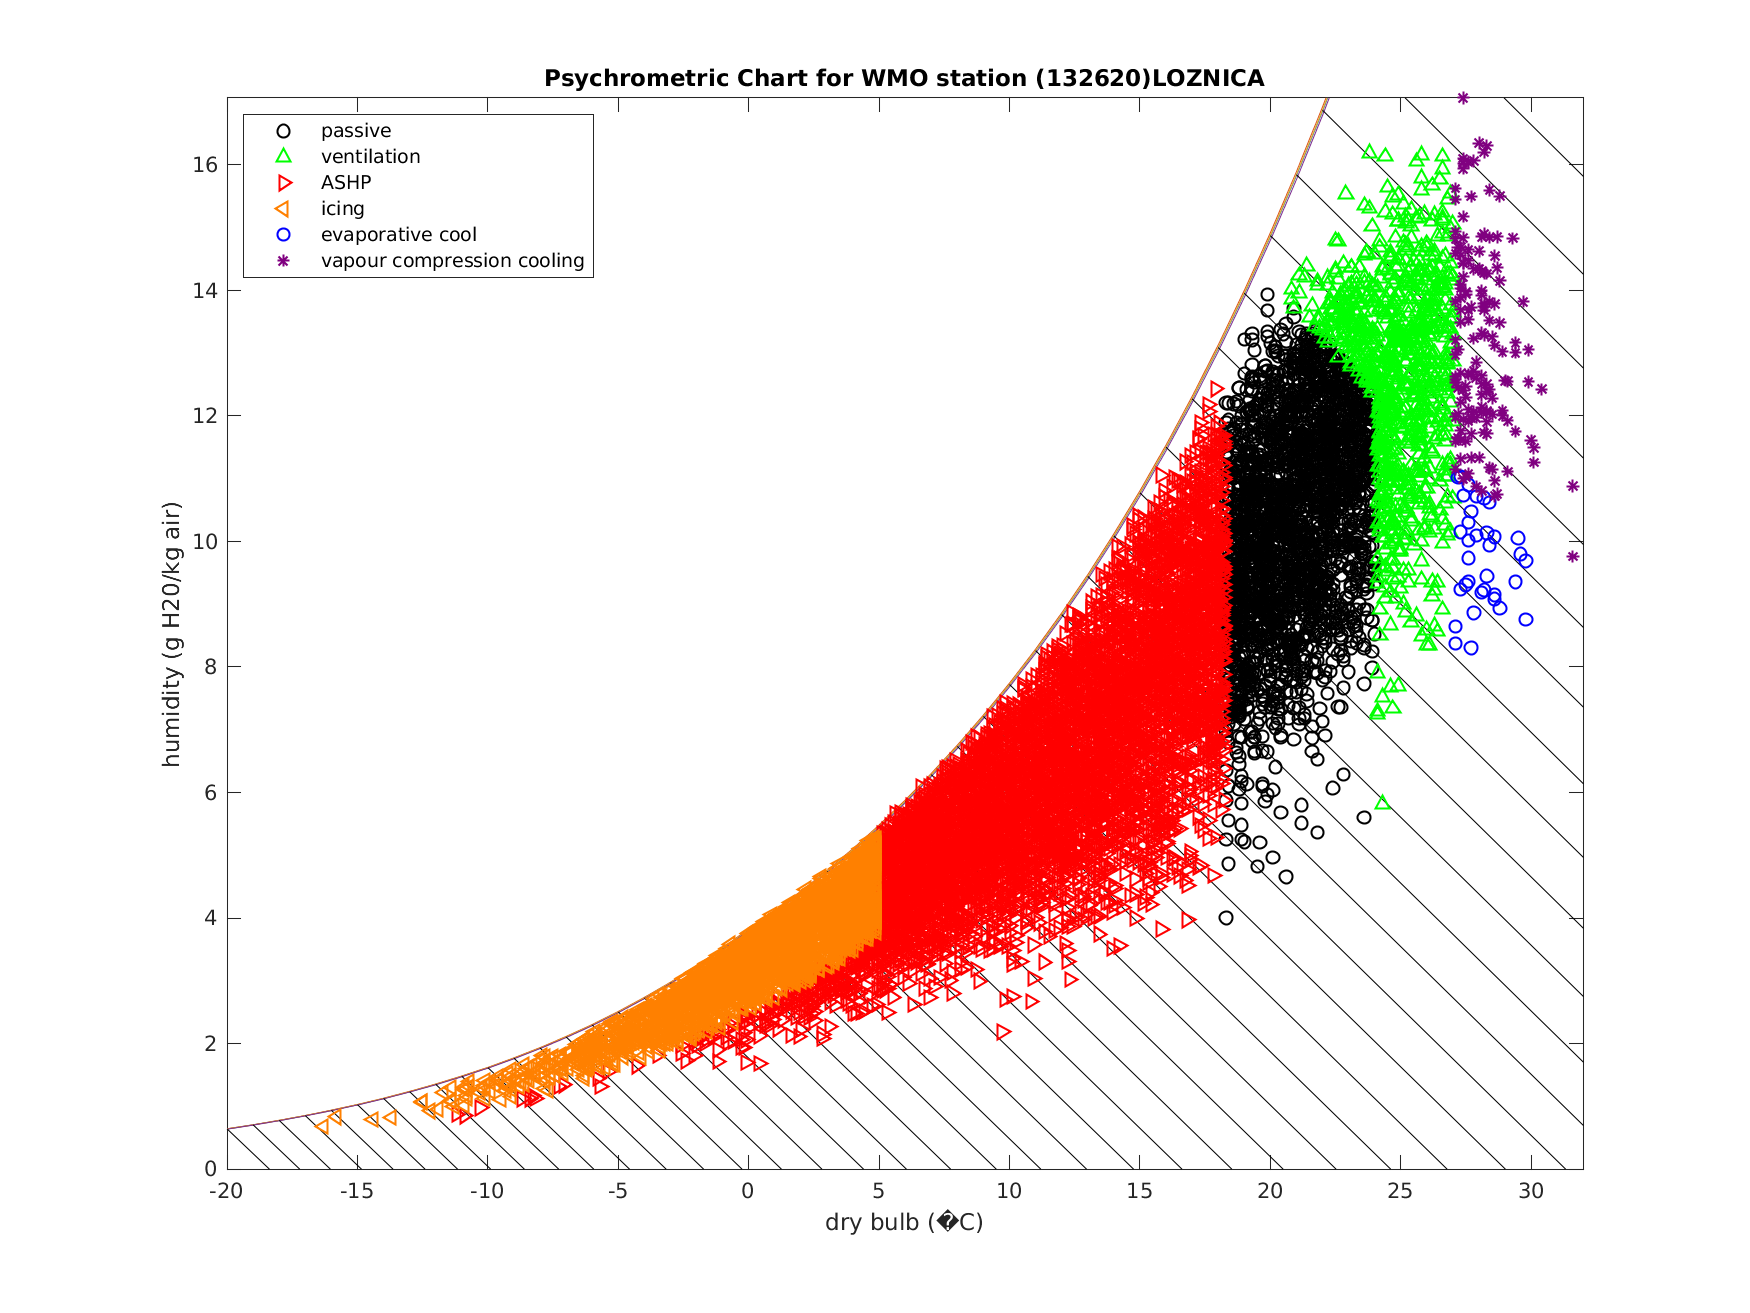 Psychrometric Chart for WMO station (132620)LOZNICA
passive
ventilation
ASHP
icing
evaporative cool
vapour compression cooling
humidity (g H20/kg air)
16
14
12
10
8
6
4
2
0
-20 -15 -10 -5 0 5 10 15 20 25 30
dry bulb (�C)